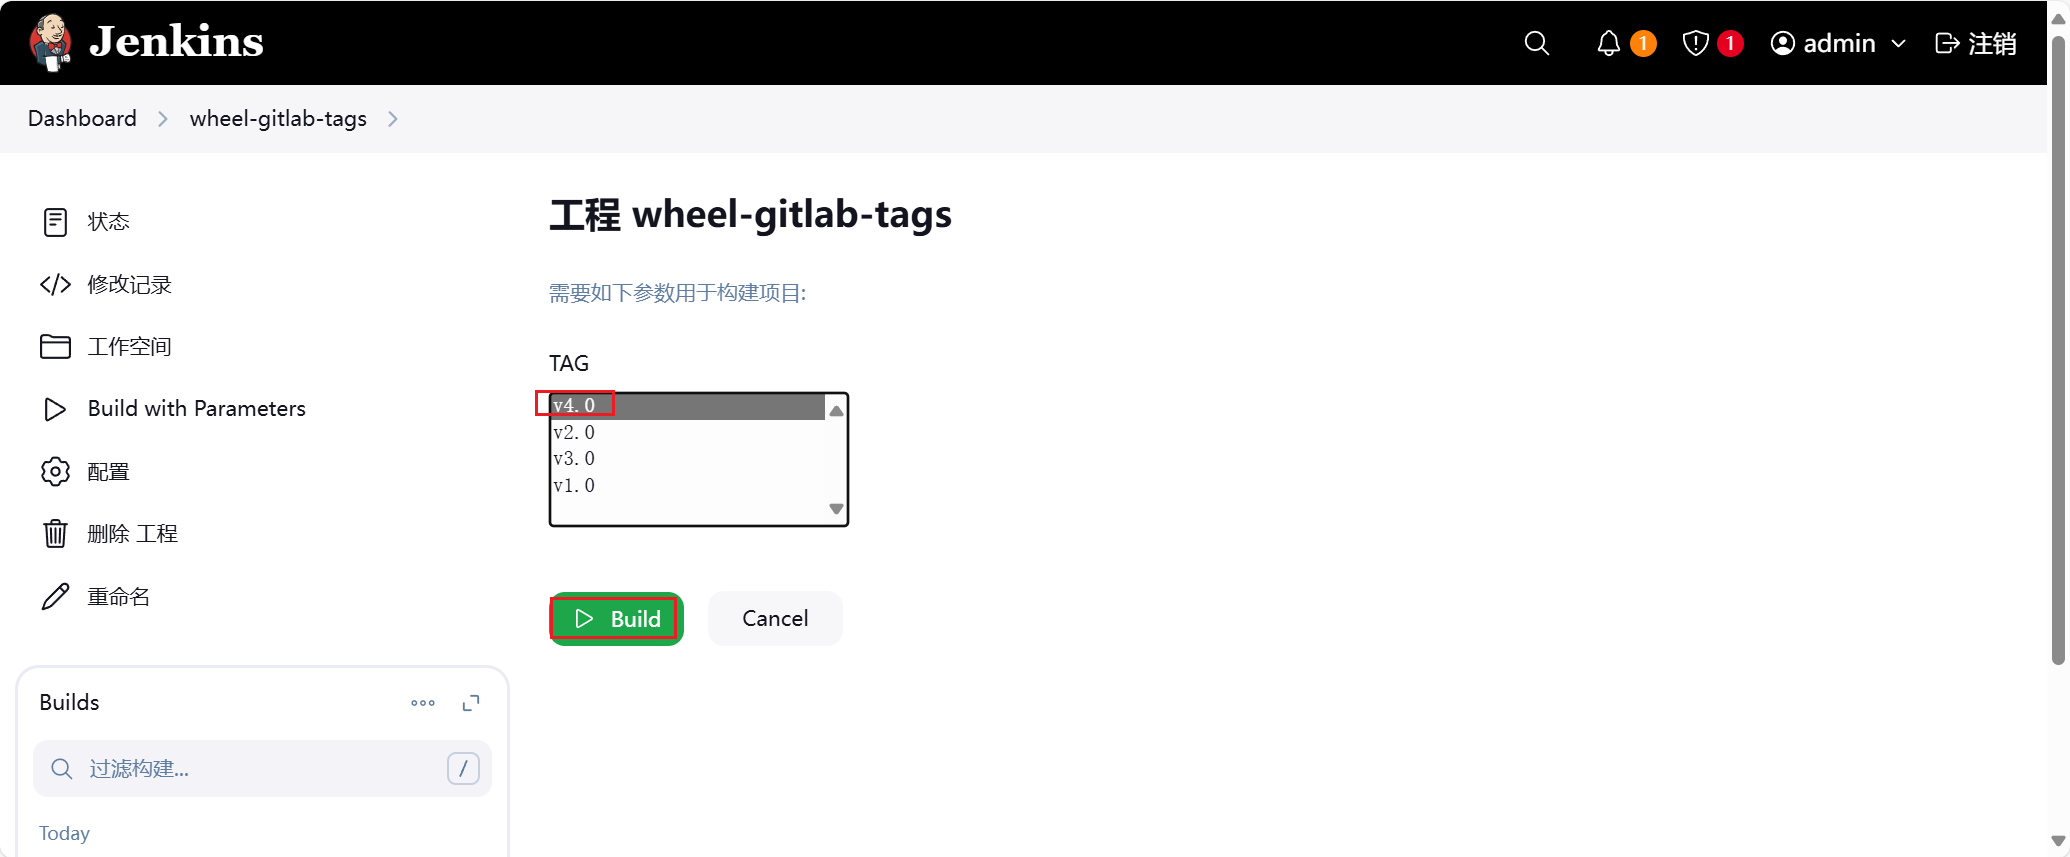 Jenkins
1
1
admin
注销
Dashboard
wheel-gitlab-tags
状态
修改记录
工作空间
Build with Parameters
配置
删除 工程
重命名
工程 wheel-gitlab-tags
需要如下参数用于构建项目:
TAG
v4.0
v2.0
v3.0
v1.0
Build
Cancel
Builds
过滤构建...
/
Today